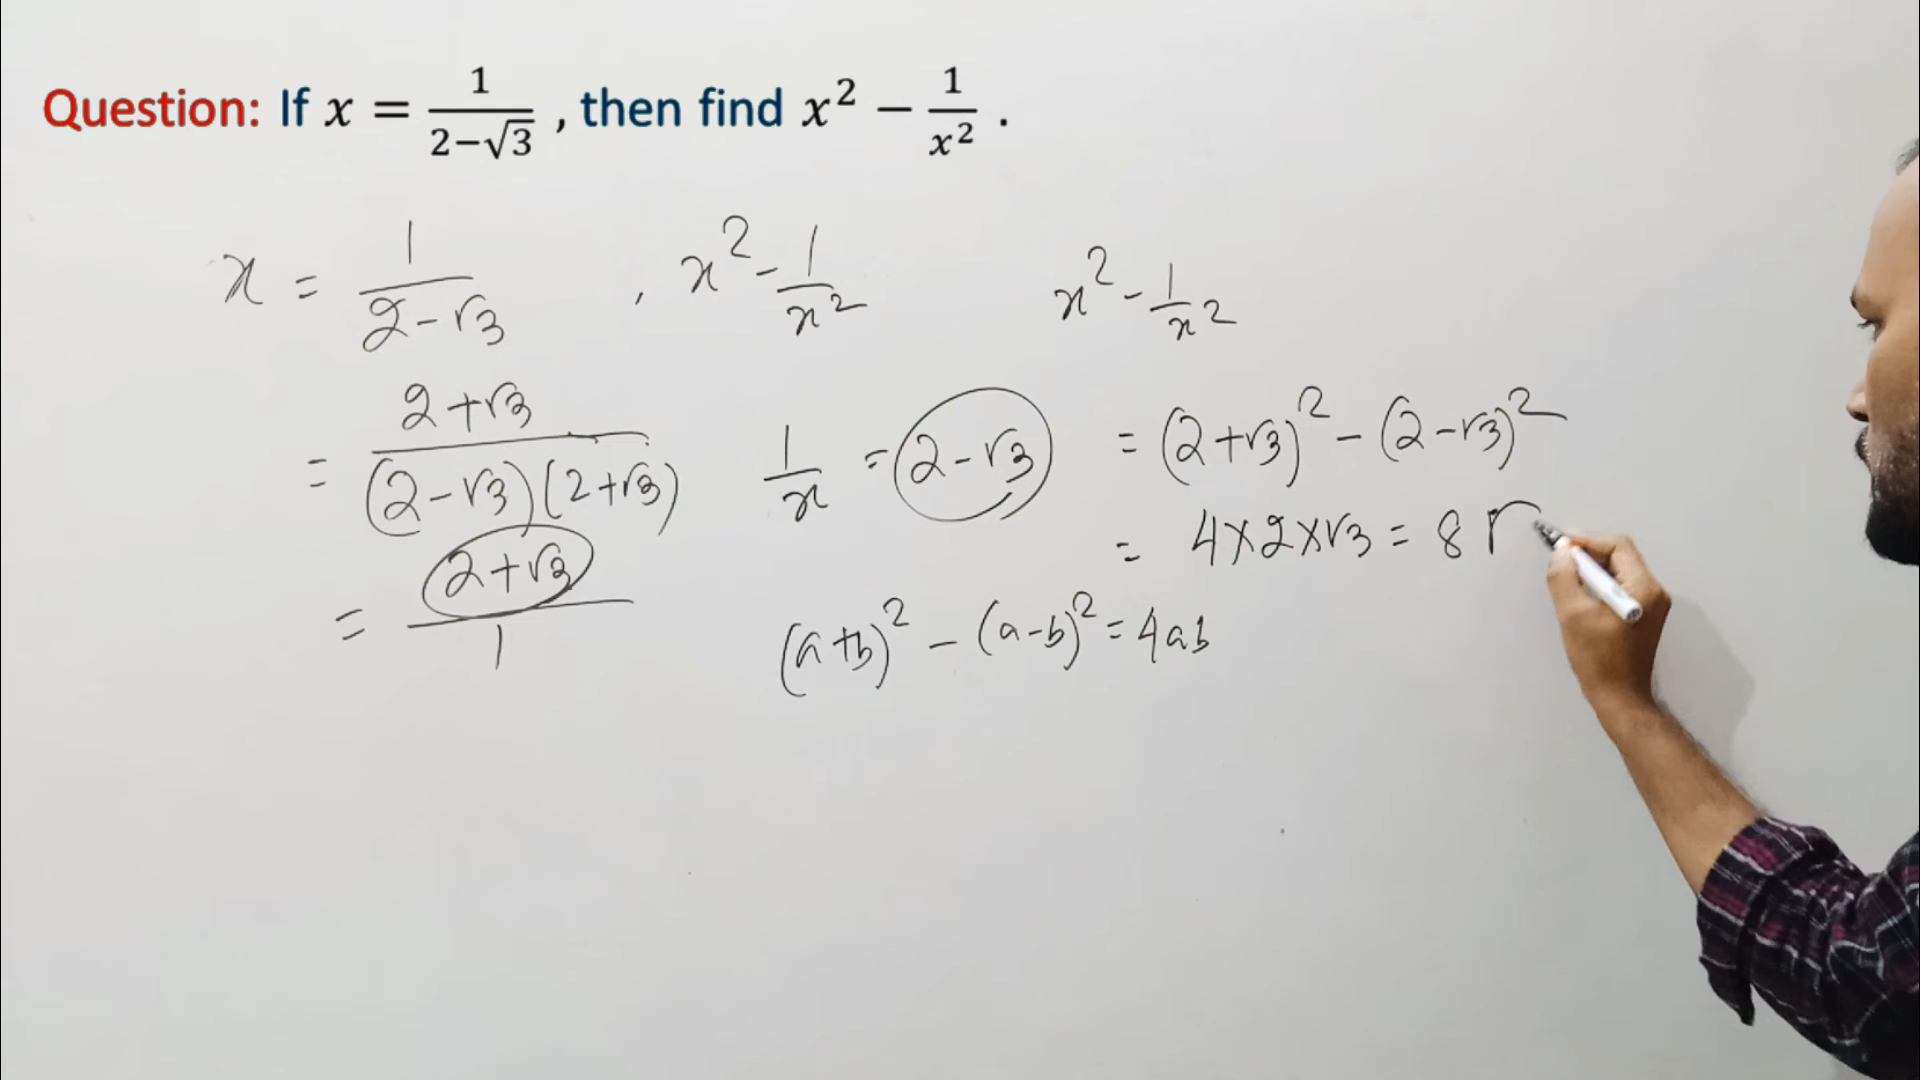 Question: If x = 1/(2−√3) , then find x² − 1/x² .
x = 1/(2-√3) , x² - 1/x²
= (2+√3)/((2-√3)(2+√3))
= (2+√3)/1
1/x = 2-√3
x² - 1/x²
= (2+√3)² - (2-√3)²
= 4×2×√3 = 8√
(a+b)² - (a-b)² = 4ab